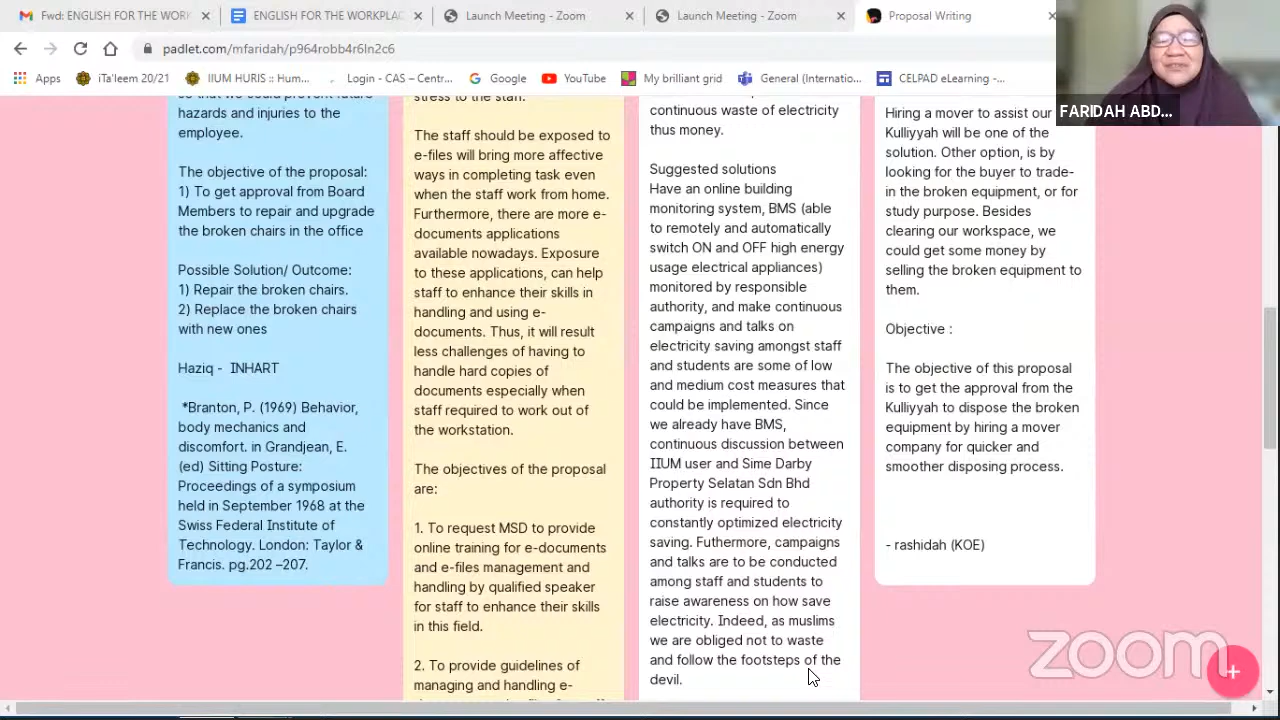 Fwd: ENGLISH FOR THE WORK
ENGLISH FOR THE WORKPLAC
Launch Meeting - Zoom
Launch Meeting - Zoom
Proposal Writing
padlet.com/mfaridah/p964robb4r6ln2c6
Apps
iTa'leem 20/21
IIUM HURIS :: Hum...
Login - CAS – Centr...
Google
YouTube
My brilliant grid
General (Internatio...
CELPAD eLearning -...
FARIDAH ABD...
so that we could prevent future
hazards and injuries to the
employee.
The objective of the proposal:
1) To get approval from Board
Members to repair and upgrade
the broken chairs in the office
Possible Solution/ Outcome:
1) Repair the broken chairs.
2) Replace the broken chairs
with new ones
Haziq - INHART
*Branton, P. (1969) Behavior,
body mechanics and
discomfort. in Grandjean, E.
(ed) Sitting Posture:
Proceedings of a symposium
held in September 1968 at the
Swiss Federal Institute of
Technology. London: Taylor &
Francis. pg.202 –207.
stress to the staff.
The staff should be exposed to
e-files will bring more affective
ways in completing task even
when the staff work from home.
Furthermore, there are more e-
documents applications
available nowadays. Exposure
to these applications, can help
staff to enhance their skills in
handling and using e-
documents. Thus, it will result
less challenges of having to
handle hard copies of
documents especially when
staff required to work out of
the workstation.
The objectives of the proposal
are:
1. To request MSD to provide
online training for e-documents
and e-files management and
handling by qualified speaker
for staff to enhance their skills
in this field.
2. To provide guidelines of
managing and handling e-
continuous waste of electricity
thus money.
Suggested solutions
Have an online building
monitoring system, BMS (able
to remotely and automatically
switch ON and OFF high energy
usage electrical appliances)
monitored by responsible
authority, and make continuous
campaigns and talks on
electricity saving amongst staff
and students are some of low
and medium cost measures that
could be implemented. Since
we already have BMS,
continuous discussion between
IIUM user and Sime Darby
Property Selatan Sdn Bhd
authority is required to
constantly optimized electricity
saving. Futhermore, campaigns
and talks are to be conducted
among staff and students to
raise awareness on how save
electricity. Indeed, as muslims
we are obliged not to waste
and follow the footsteps of the
devil.
Hiring a mover to assist our
Kulliyyah will be one of the
solution. Other option, is by
looking for the buyer to trade-
in the broken equipment, or for
study purpose. Besides
clearing our workspace, we
could get some money by
selling the broken equipment to
them.
Objective :
The objective of this proposal
is to get the approval from the
Kulliyyah to dispose the broken
equipment by hiring a mover
company for quicker and
smoother disposing process.
- rashidah (KOE)
zoom